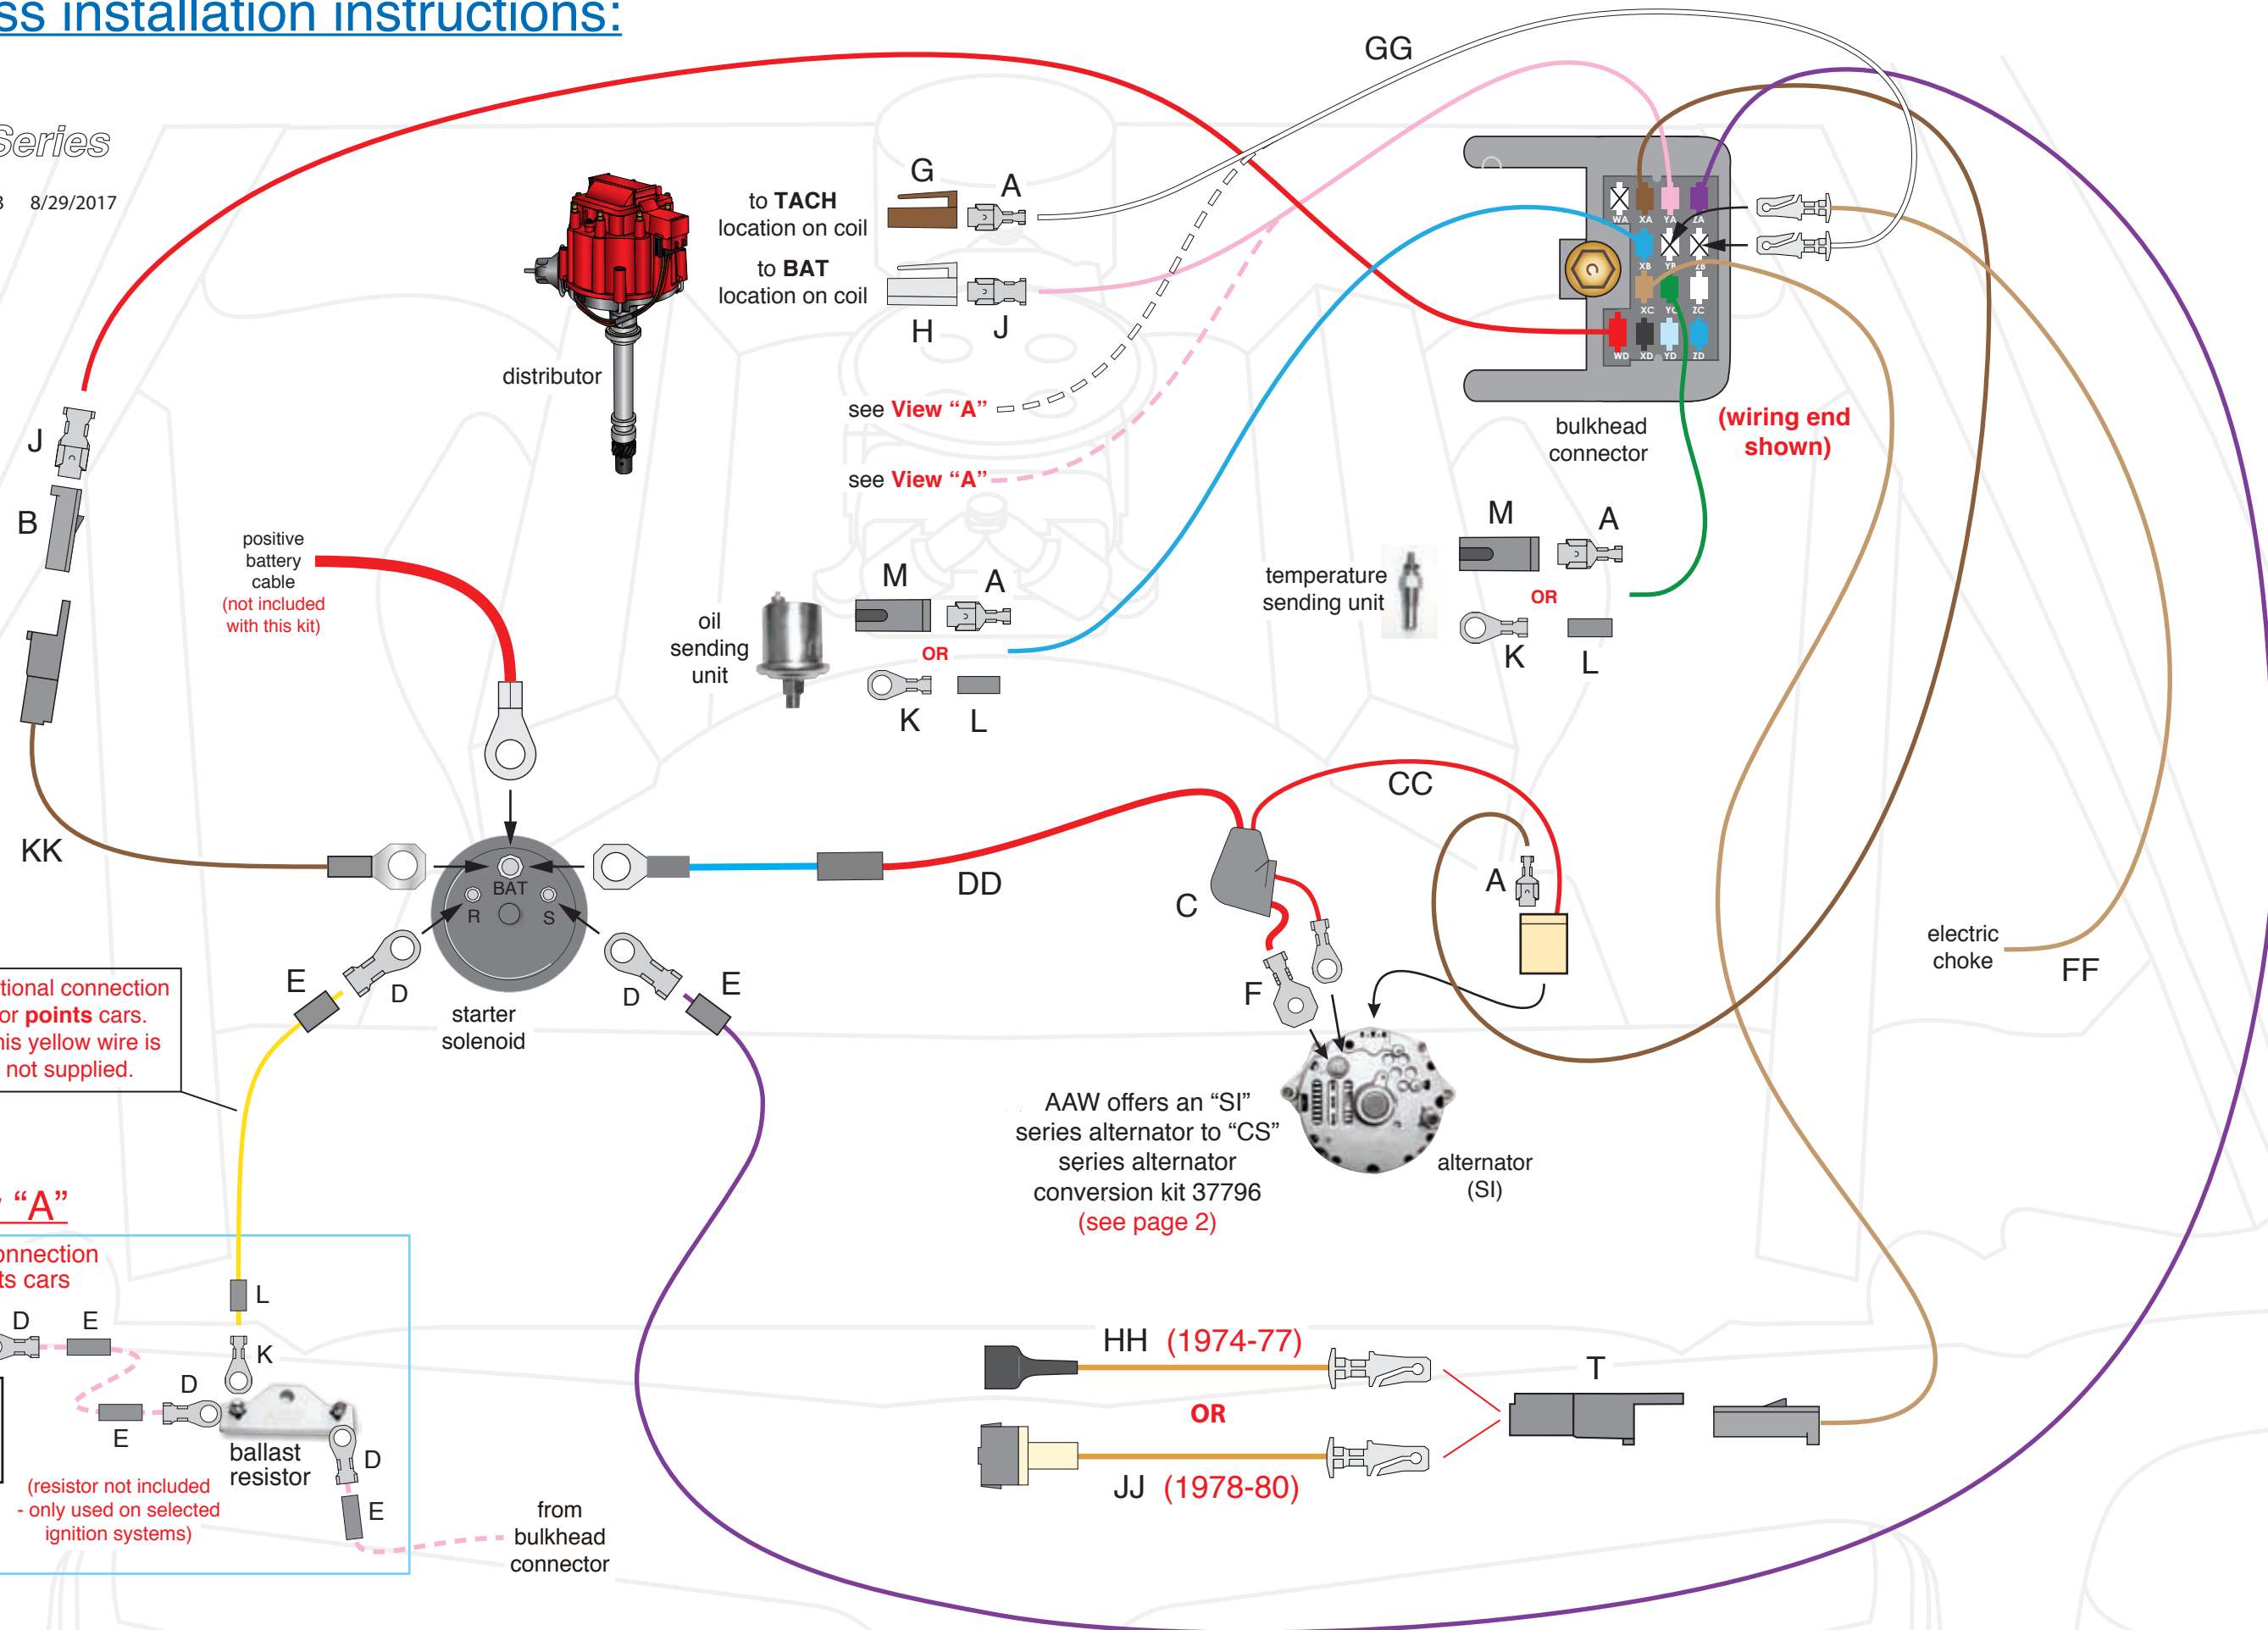 ss installation instructions:
Series
3 8/29/2017
GG
to TACH
location on coil
G
A
to BAT
location on coil
H
J
distributor
see View “A”
see View “A”
WA XA YA ZA
XB YB ZB
XC YC ZC
WD XD YD ZD
bulkhead
connector
(wiring end
shown)
J
B
positive
battery
cable
(not included
with this kit)
oil
sending
unit
M
A
OR
K
L
temperature
sending unit
M
A
OR
K
L
KK
BAT
R
S
DD
C
CC
A
F
E
D
D
E
starter
solenoid
electric
choke
FF
tional connection
or points cars.
his yellow wire is
not supplied.
AAW offers an “SI”
series alternator to “CS”
series alternator
conversion kit 37796
(see page 2)
alternator
(SI)
“A”
onnection
ts cars
L
D
E
K
D
E
ballast
resistor
D
E
(resistor not included
- only used on selected
ignition systems)
from
bulkhead
connector
HH (1974-77)
OR
JJ (1978-80)
T